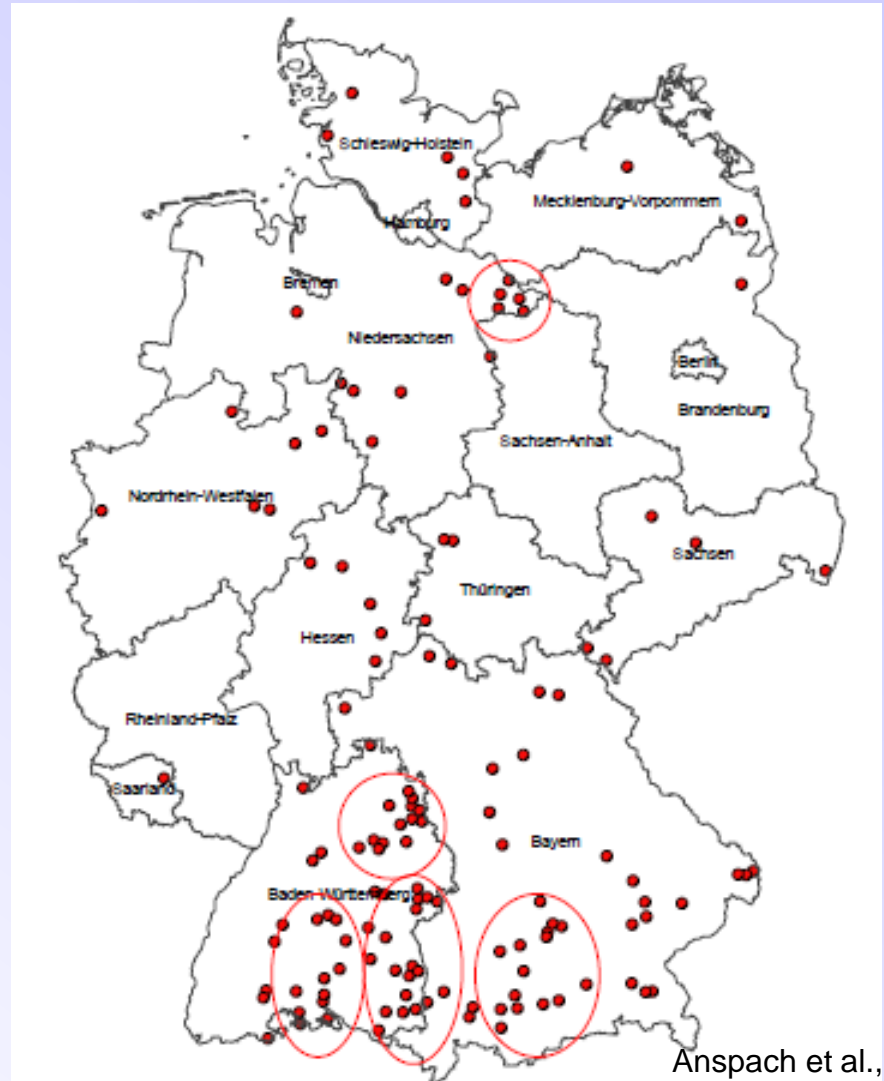 Schleswig-Holstein
Mecklenburg-Vorpommern
Hamburg
Bremen
Niedersachsen
Berlin
Brandenburg
Sachsen-Anhalt
Nordrhein-Westfalen
Sachsen
Thüringen
Hessen
Rheinland-Pfalz
Saarland
Bayern
Baden-Württemberg
Anspach et al.,